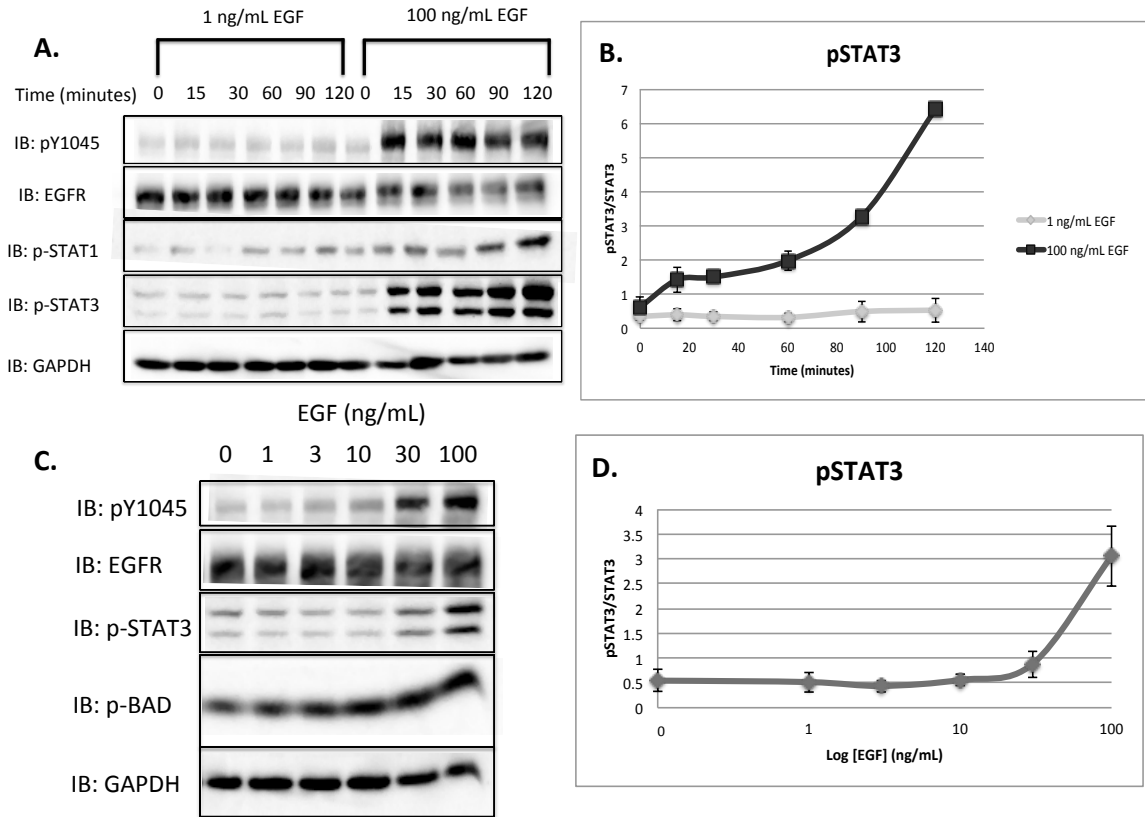 A.
1 ng/mL EGF
100 ng/mL EGF
Time (minutes) 0 15 30 60 90 120 0 15 30 60 90 120
IB: pY1045
IB: EGFR
IB: p-STAT1
IB: p-STAT3
IB: GAPDH
B.
pSTAT3
pSTAT3/STAT3
7
6
5
4
3
2
1
0
0 20 40 60 80 100 120 140
Time (minutes)
1 ng/mL EGF
100 ng/mL EGF
C.
EGF (ng/mL)
0 1 3 10 30 100
IB: pY1045
IB: EGFR
IB: p-STAT3
IB: p-BAD
IB: GAPDH
D.
pSTAT3
pSTAT3/STAT3
4
3.5
3
2.5
2
1.5
1
0.5
0
0 1 10 100
Log [EGF] (ng/mL)